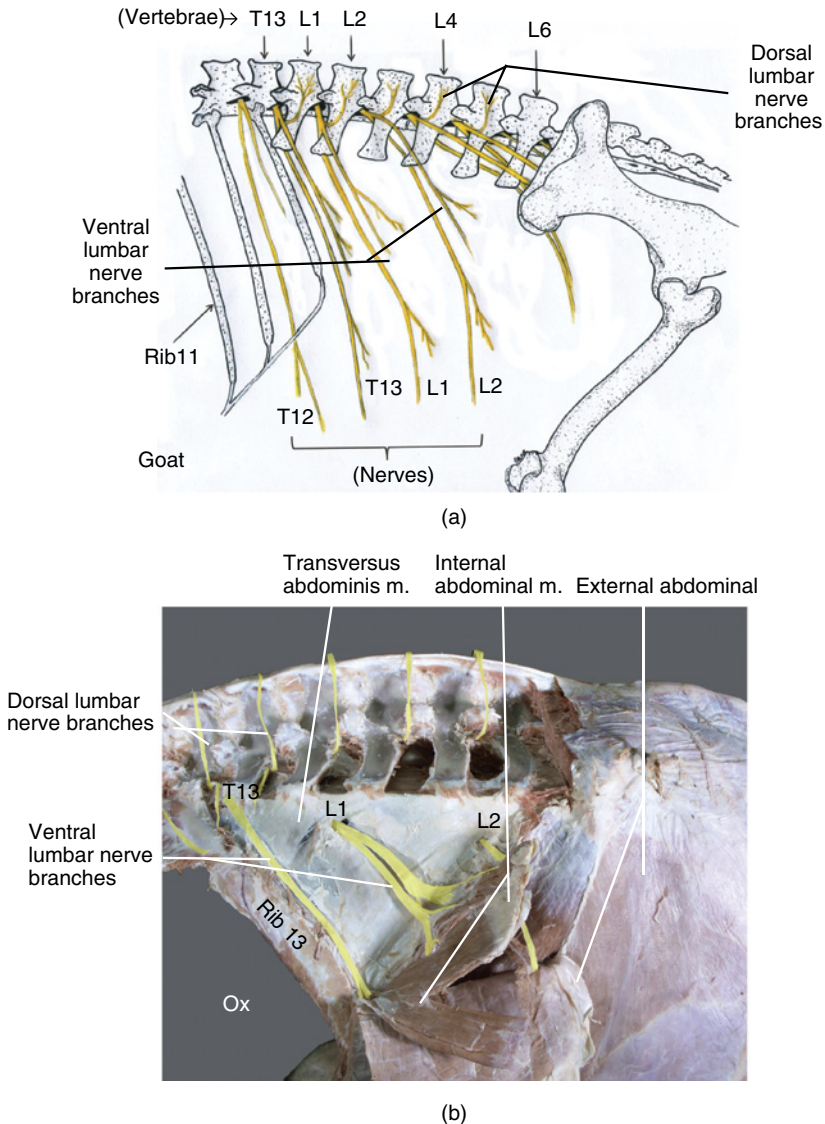 (Vertebrae)→ T13 L1 L2 L4 L6
Dorsal
lumbar
nerve
branches
Ventral
lumbar
nerve
branches
Rib11
T12 T13 L1 L2
Goat
(Nerves)
(a)
Transversus
abdominis m.
Internal
abdominal m.
External abdominal
Dorsal lumbar
nerve branches
T13
L1
L2
Ventral
lumbar nerve
branches
Rib 13
Ox
(b)